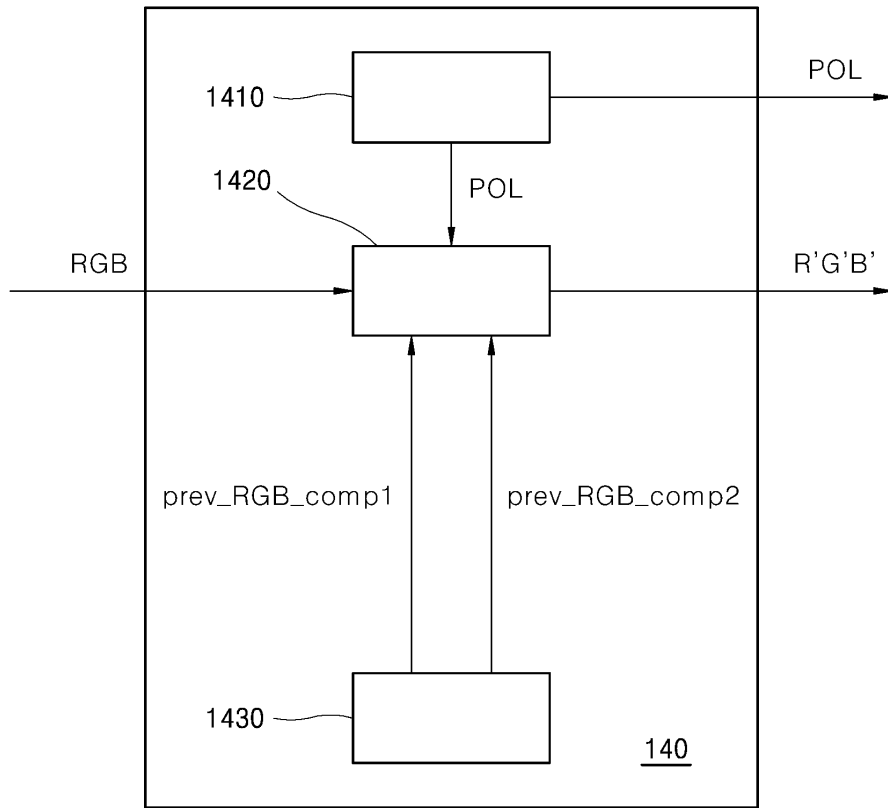 POL
1410
1420
POL
RGB
R'G'B'
prev_RGB_comp1
prev_RGB_comp2
1430
140